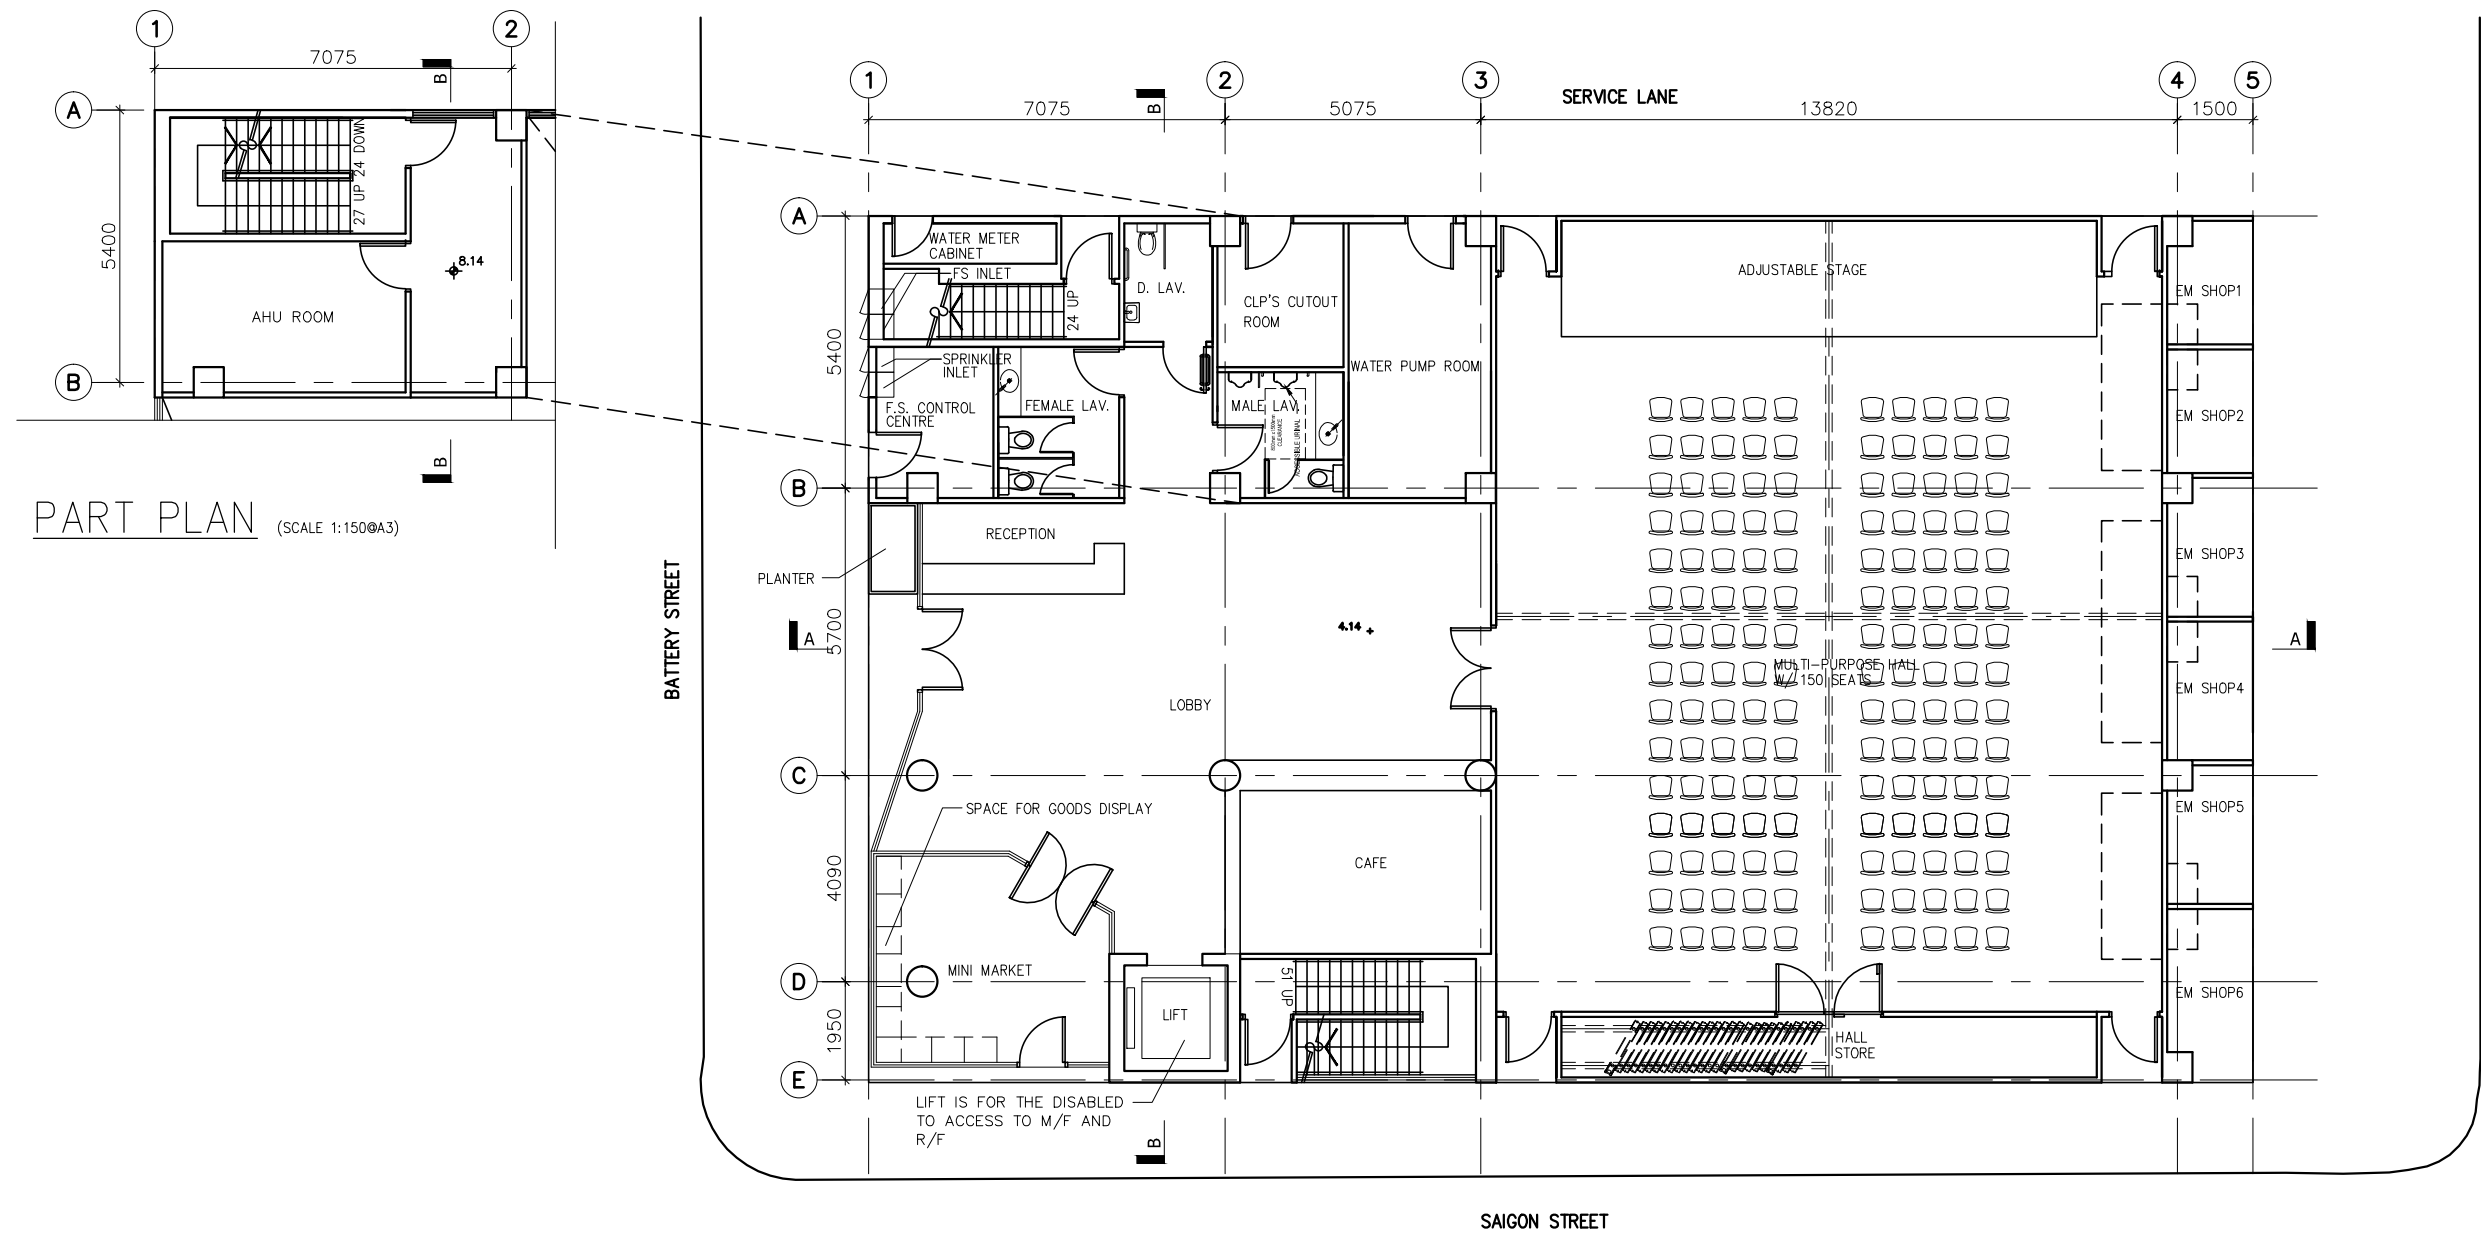 1
2
7075
B
A
24 DOWN
27 UP
5400
8.14
AHU ROOM
B
B
PART PLAN (SCALE 1:150@A3)
1
2
3
4
5
SERVICE LANE
7075
B
5075
13820
1500
A
WATER METER
CABINET
FS INLET
24 UP
D. LAV.
CLP'S CUTOUT
ROOM
ADJUSTABLE STAGE
EM SHOP1
5400
SPRINKLER
INLET
WATER PUMP ROOM
F.S. CONTROL
CENTRE
FEMALE LAV.
MALE LAV.
CLEARANCE
ACCESSIBLE URINAL
EM SHOP2
B
RECEPTION
EM SHOP3
PLANTER
BATTERY STREET
A
5700
4.14
A
MULTI-PURPOSE HALL
W/ 150 SEATS
EM SHOP4
LOBBY
C
SPACE FOR GOODS DISPLAY
EM SHOP5
4090
CAFE
D
MINI MARKET
51 UP
EM SHOP6
LIFT
1950
HALL
STORE
E
LIFT IS FOR THE DISABLED
TO ACCESS TO M/F AND
R/F
B
SAIGON STREET